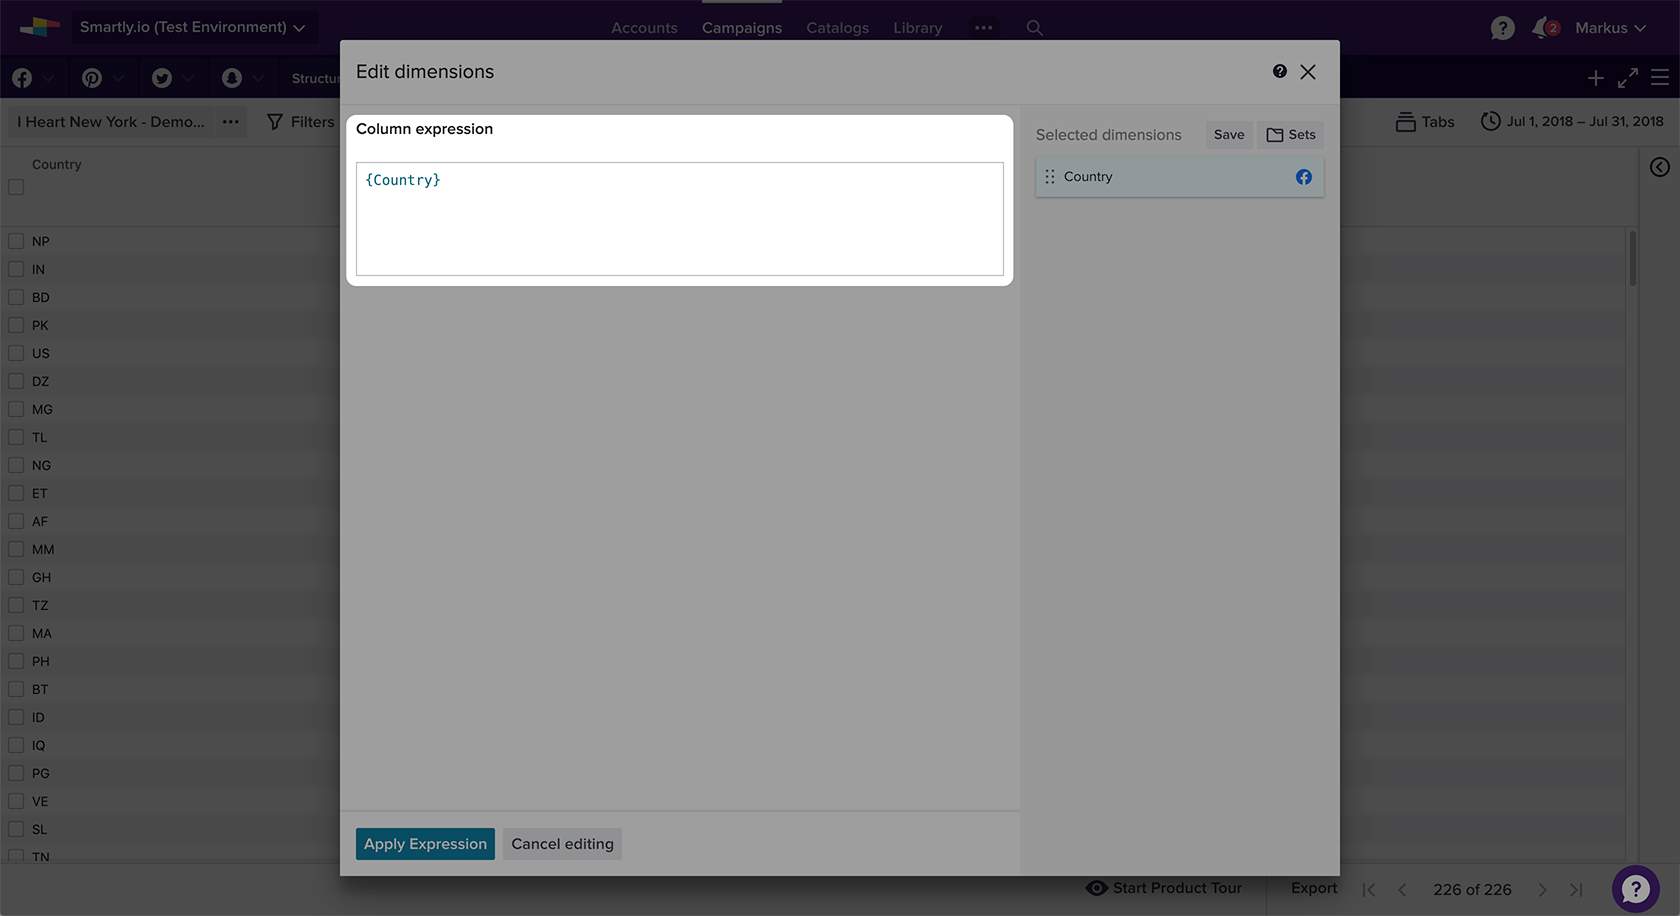 Smartly.io (Test Environment)
Accounts
Campaigns
Catalogs
Library
2
Markus
Structur
Edit dimensions
I Heart New York - Demo...
Filters
Tabs
Jul 1, 2018 – Jul 31, 2018
Column expression
{Country}
Selected dimensions
Save
Sets
Country
Country
NP
IN
BD
PK
US
DZ
MG
TL
NG
ET
AF
MM
GH
TZ
MA
PH
BT
ID
IQ
PG
VE
SL
TN
Apply Expression
Cancel editing
Start Product Tour
Export
226 of 226